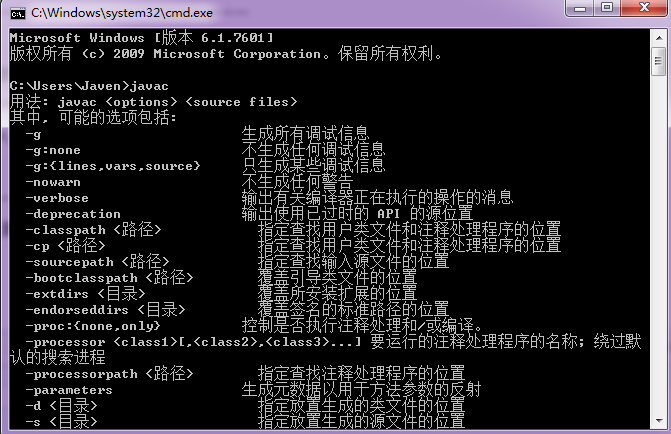 C:\Windows\system32\cmd.exe
Microsoft Windows [版本 6.1.7601]
版权所有 (c) 2009 Microsoft Corporation。保留所有权利。
C:\Users\Javen>javac
用法: javac <options> <source files>
其中, 可能的选项包括:
-g 生成所有调试信息
-g:none 不生成任何调试信息
-g:{lines,vars,source} 只生成某些调试信息
-nowarn 不生成任何警告
-verbose 输出有关编译器正在执行的操作的消息
-deprecation 输出使用已过时的 API 的源位置
-classpath <路径> 指定查找用户类文件和注释处理程序的位置
-cp <路径> 指定查找用户类文件和注释处理程序的位置
-sourcepath <路径> 指定查找输入源文件的位置
-bootclasspath <路径> 覆盖引导类文件的位置
-extdirs <目录> 覆盖所安装扩展的位置
-endorseddirs <目录> 覆盖签名的标准路径的位置
-proc:{none,only} 控制是否执行注释处理和/或编译。
-processor <class1>[,<class2>,<class3>...] 要运行的注释处理程序的名称; 绕过默
认的搜索进程
-processorpath <路径> 指定查找注释处理程序的位置
-parameters 生成元数据以用于方法参数的反射
-d <目录> 指定放置生成的类文件的位置
-s <目录> 指定放置生成的源文件的位置